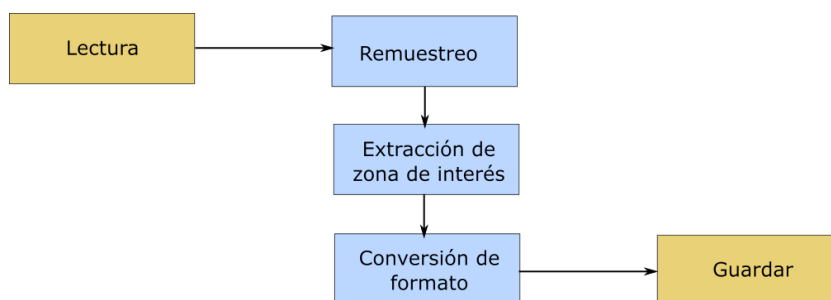 Lectura
Remuestreo
Extracción de
zona de interés
Conversión de
formato
Guardar